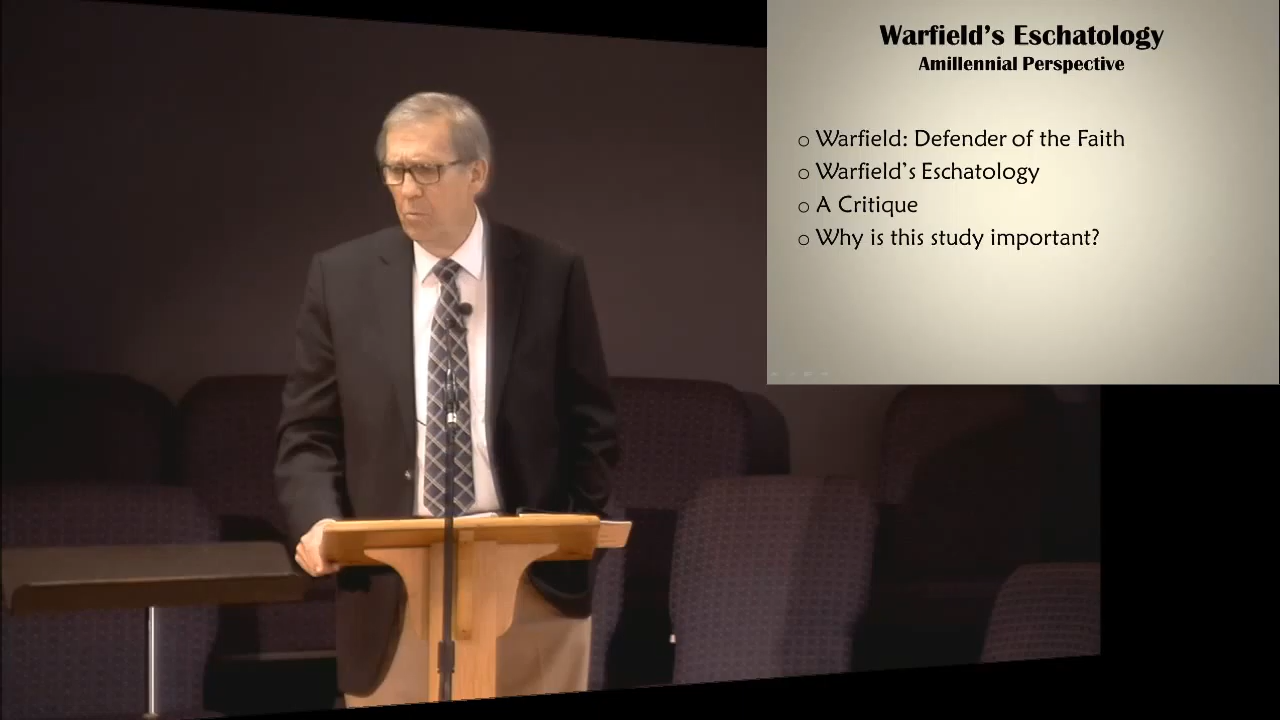 Warfield's Eschatology
Amillennial Perspective
o Warfield: Defender of the Faith
o Warfield's Eschatology
o A Critique
o Why is this study important?